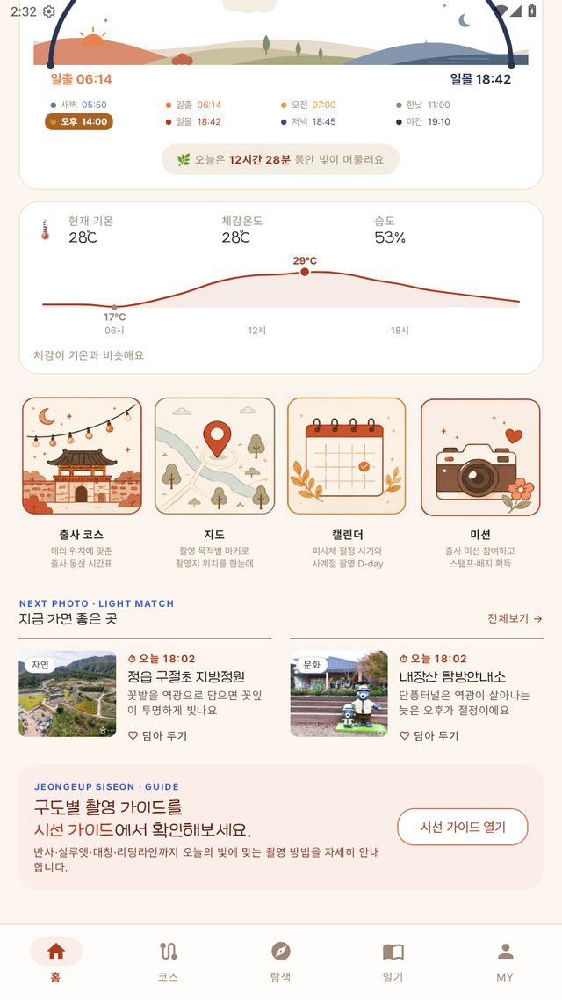 2:32
일출 06:14
일몰 18:42
새벽 05:50
일출 06:14
오전 07:00
한낮 11:00
오후 14:00
일몰 18:42
저녁 18:45
야간 19:10
오늘은 12시간 28분 동안 빛이 머물러요
현재 기온
체감온도
습도
28℃
28℃
53%
29°C
17°C
06시
12시
18시
체감이 기온과 비슷해요
출사 코스
해의 위치에 맞춘
출사 동선 시간표
지도
촬영 목적별 마커로
촬영지 위치를 한눈에
캘린더
피사체 절정 시기와
사계절 촬영 D-day
미션
출사 미션 참여하고
스탬프·배지 획득
NEXT PHOTO · LIGHT MATCH
지금 가면 좋은 곳
전체보기 →
자연
오늘 18:02
정읍 구절초 지방정원
꽃밭을 역광으로 담으면 꽃잎
이 투명하게 빛나요
담아 두기
문화
오늘 18:02
내장산 탐방안내소
단풍터널은 역광이 살아나는
늦은 오후가 절정이에요
담아 두기
JEONGEUP SISEON · GUIDE
구도별 촬영 가이드를
시선 가이드에서 확인해보세요.
반사·실루엣·대칭·리딩라인까지 오늘의 빛에 맞는 촬영 방법을 자세히 안내
합니다.
시선 가이드 열기
홈
코스
탐색
일기
MY